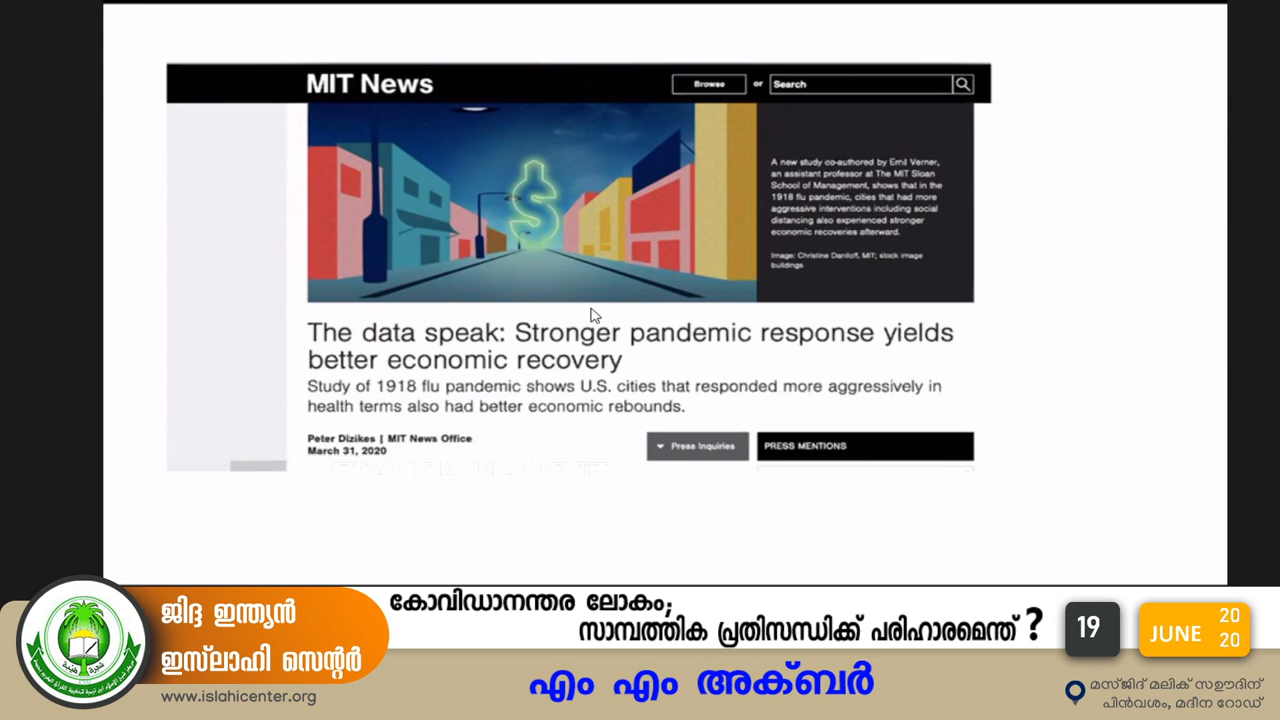 MIT News
Browse
or
Search
A new study co-authored by Emil Verner,
an assistant professor at The MIT Sloan
School of Management, shows that in the
1918 flu pandemic, cities that had more
aggressive interventions including social
distancing also experienced stronger
economic recoveries afterward.
Image: Christine Daniloff, MIT; stock image
buildings
The data speak: Stronger pandemic response yields
better economic recovery
Study of 1918 flu pandemic shows U.S. cities that responded more aggressively in
health terms also had better economic rebounds.
Peter Dizikes | MIT News Office
March 31, 2020
Press Inquiries
PRESS MENTIONS
ജിദ്ദ ഇന്ത്യൻ
ഇസ്‌ലാഹി സെന്റർ
www.islahicenter.org
കോവിഡാനന്തര ലോകം;
സാമ്പത്തിക പ്രതിസന്ധിക്ക് പരിഹാരമെന്ത് ?
എം എം അക്ബർ
19
JUNE
20
20
മസ്ജിദ് മലിക് സഊദിന്
പിൻവശം, മദീന റോഡ്